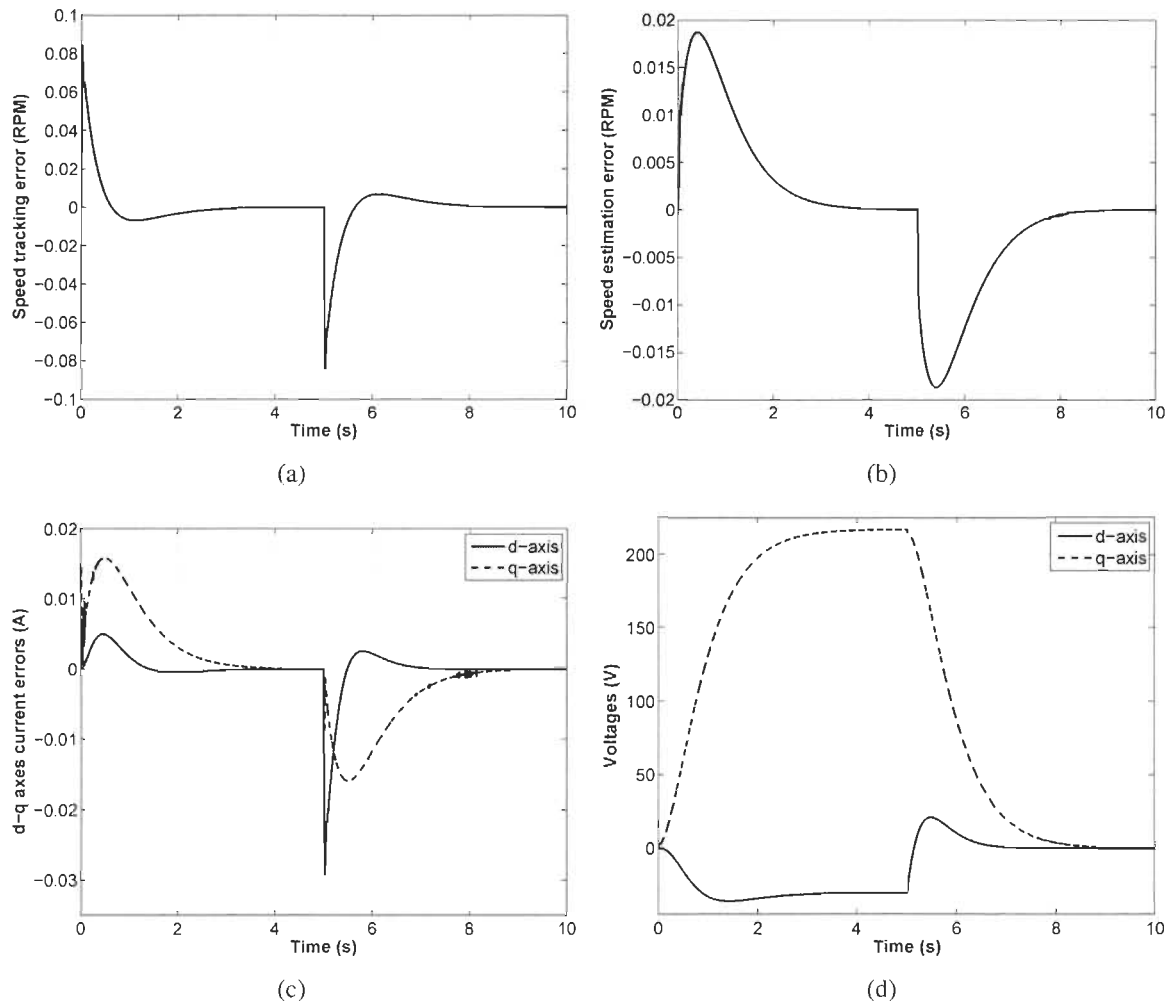 0.1
0.08
0.06
0.04
0.02
0
−0.02
−0.04
−0.06
−0.08
−0.1
Speed tracking error (RPM)
0 2 4 6 8 10
Time (s)
(a)
0.02
0.015
0.01
0.005
0
−0.005
−0.01
−0.015
−0.02
Speed estimation error (RPM)
0 2 4 6 8 10
Time (s)
(b)
0.02
0.01
0
−0.01
−0.02
−0.03
d−q axes current errors (A)
d−axis
q−axis
0 2 4 6 8 10
Time (s)
(c)
200
150
100
50
0
Voltages (V)
d−axis
q−axis
0 2 4 6 8 10
Time (s)
(d)